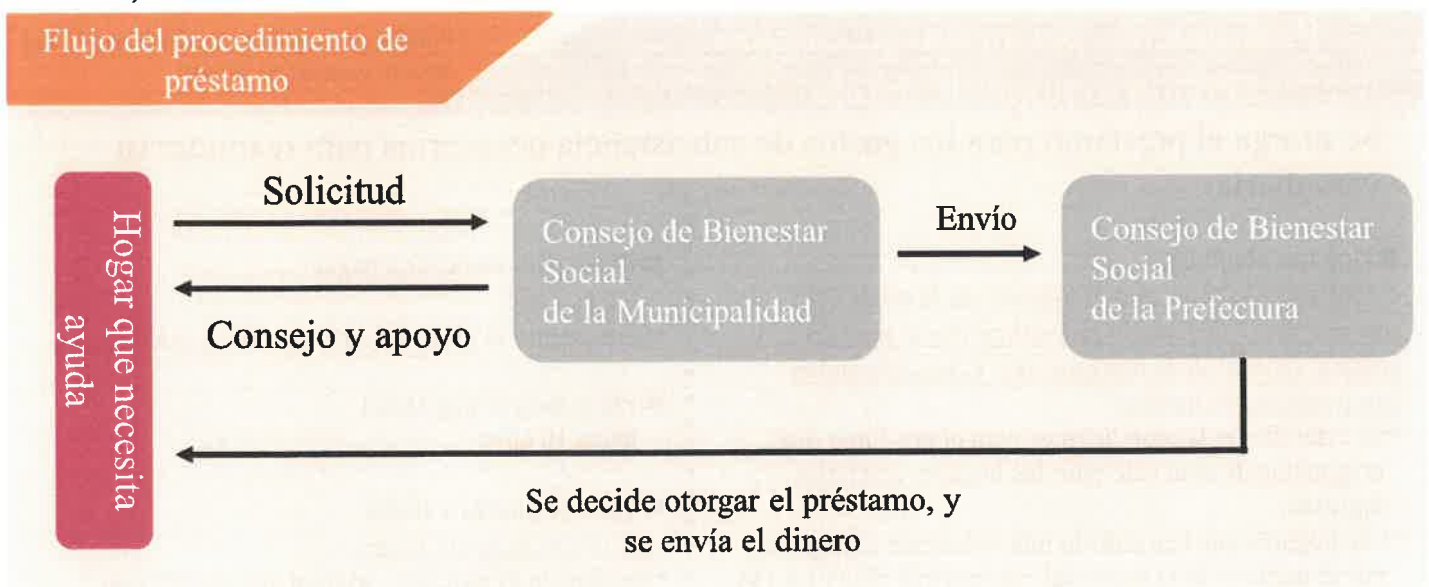 Flujo del procedimiento de
préstamo
Hogar que necesita
ayuda
Solicitud
Consejo y apoyo
Consejo de Bienestar
Social
de la Municipalidad
Envío
Consejo de Bienestar
Social
de la Prefectura
Se decide otorgar el préstamo, y
se envía el dinero